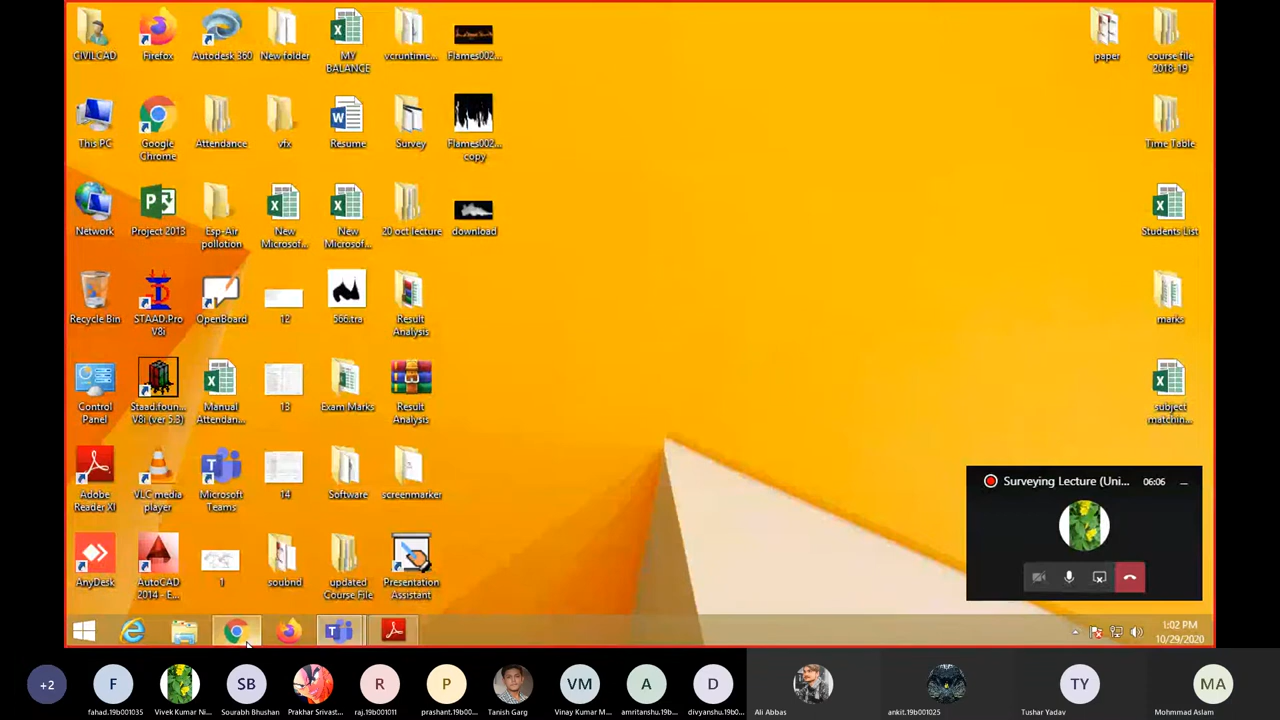 CIVILCAD
Firefox
Autodesk 360
New folder
MY
BALANCE
vcruntime...
Flames002...
paper
course file
2018-19
This PC
Google
Chrome
Attendance
vfx
Resume
Survey
Flames002...
copy
Time Table
Network
Project 2013
Esp-Air
pollotion
New
Microsof...
New
Microsof...
20 oct lecture
download
Students List
Recycle Bin
STAAD.Pro
V8i
OpenBoard
12
566.tra
Result
Analysis
marks
Control
Panel
Staad.foun...
V8i (ver 5.3)
Manual
Attendan...
13
Exam Marks
Result
Analysis
subject
matchin...
Adobe
Reader XI
VLC media
player
Microsoft
Teams
14
Software
screenmarker
Surveying Lecture (Uni...
06:06
AnyDesk
AutoCAD
2014 - E...
1
soubnd
updated
Course File
Presentation
Assistant
1:02 PM
10/29/2020
+2
F
SB
R
P
VM
A
D
TY
MA
fahad.19b001035
Vivek Kumar Ni...
Sourabh Bhushan
Prakhar Srivast...
raj.19b001011
prashant.19b00...
Tanish Garg
Vinay Kumar M...
amritanshu.19b...
divyanshu.19b0...
Ali Abbas
ankit.19b001025
Tushar Yadav
Mohmmad Aslam